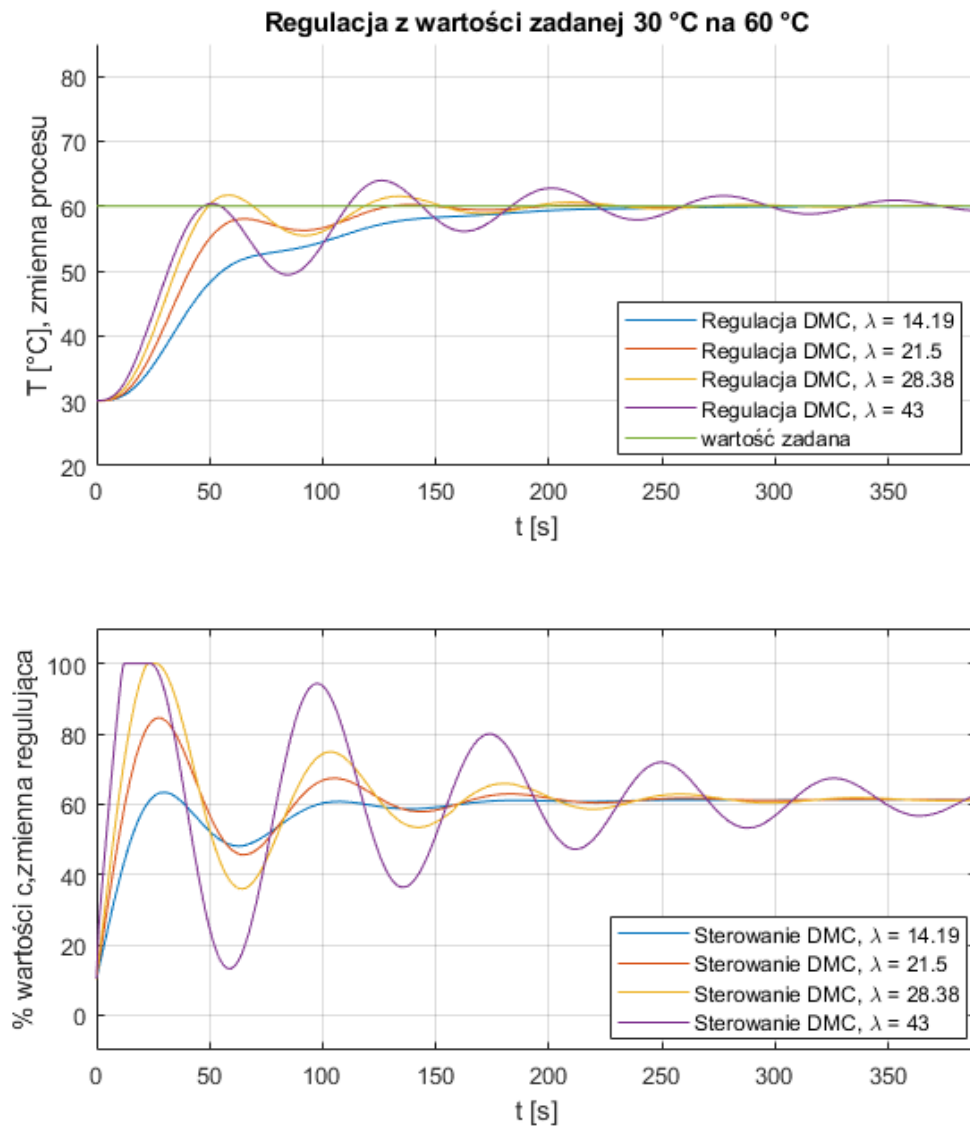 Regulacja z wartości zadanej 30 °C na 60 °C
T [°C], zmienna procesu
80
70
60
50
40
30
20
Regulacja DMC, λ = 14.19
Regulacja DMC, λ = 21.5
Regulacja DMC, λ = 28.38
Regulacja DMC, λ = 43
wartość zadana
0 50 100 150 200 250 300 350
t [s]
% wartości c,zmienna regulująca
100
80
60
40
20
0
Sterowanie DMC, λ = 14.19
Sterowanie DMC, λ = 21.5
Sterowanie DMC, λ = 28.38
Sterowanie DMC, λ = 43
0 50 100 150 200 250 300 350
t [s]